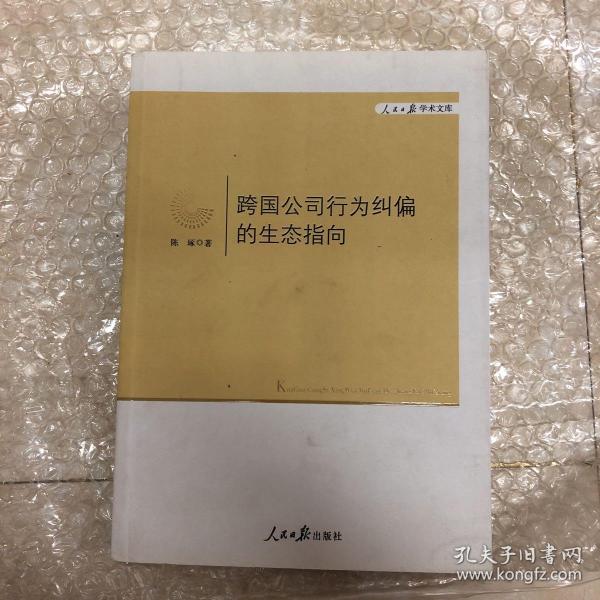 人民日报学术文库
跨国公司行为纠偏
的生态指向
陈 琢◎著
人民日报出版社
孔夫子旧书网
www.kongfz.com